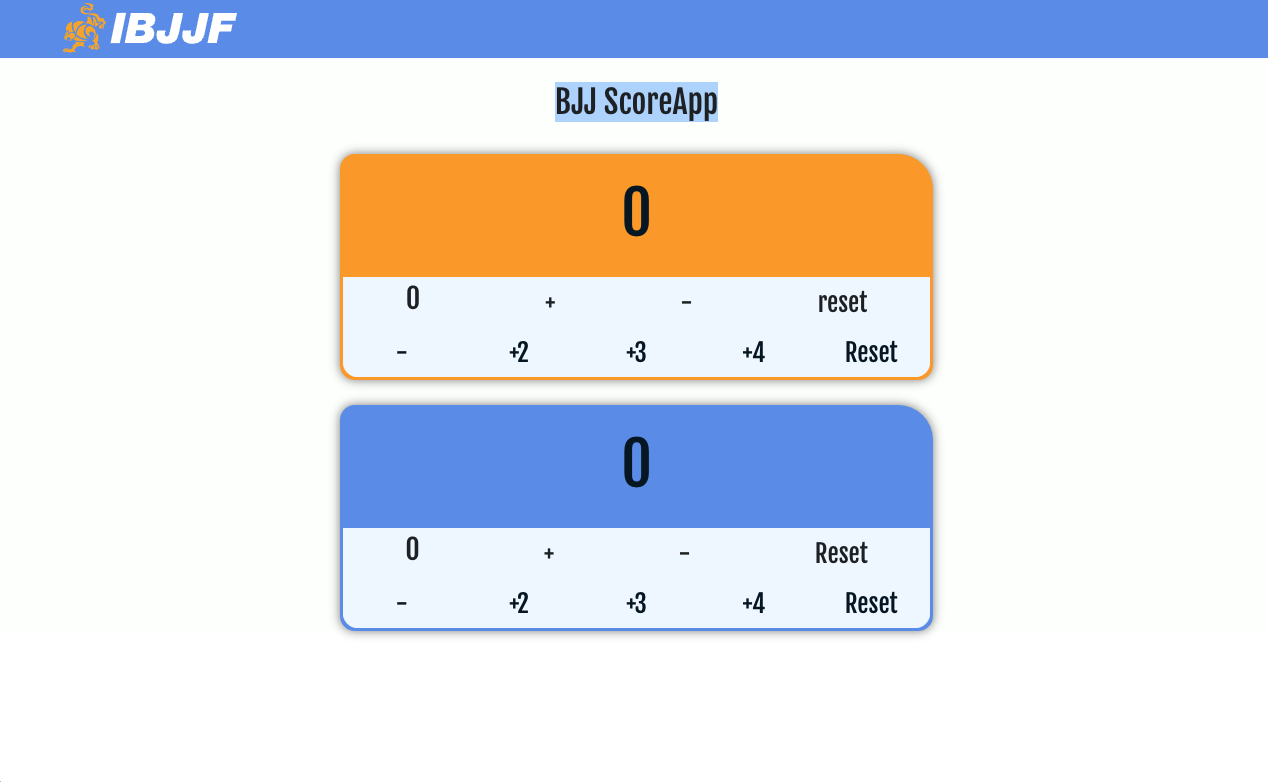 IBJJF
BJJ ScoreApp
0
0 + - reset
- +2 +3 +4 Reset
0
0 + - Reset
- +2 +3 +4 Reset